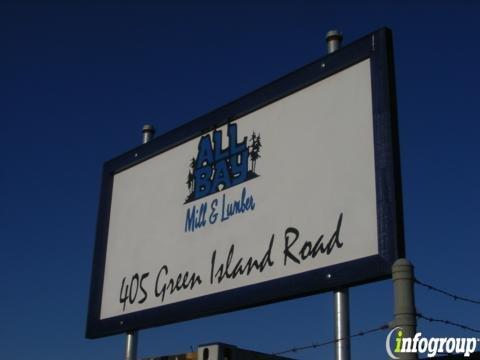 ALL
BAY
Mill & Lumber
405 Green Island Road
infogroup